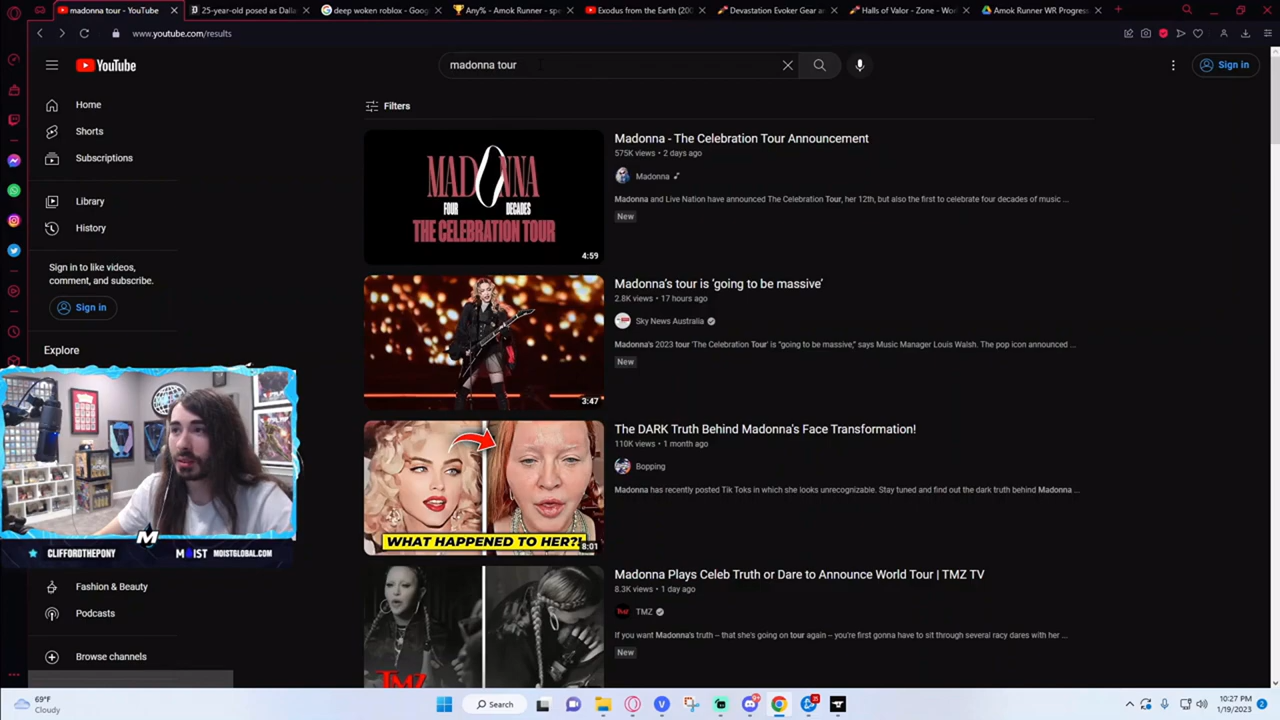 madonna tour - YouTube
25-year-old posed as Dalla
deep woken roblox - Goog
Any% - Amok Runner - sp
Exodus from the Earth (200
Devastation Evoker Gear a
Halls of Valor - Zone - Wo
Amok Runner WR Progres
www.youtube.com/results
YouTube
madonna tour
Sign in
Home
Shorts
Subscriptions
Library
History
Sign in to like videos,
comment, and subscribe.
Sign in
Explore
Fashion & Beauty
Podcasts
Browse channels
Filters
MADONNA
FOUR DECADES
THE CELEBRATION TOUR
4:59
Madonna - The Celebration Tour Announcement
575K views • 2 days ago
Madonna
Madonna and Live Nation have announced The Celebration Tour, her 12th, but also the first to celebrate four decades of music ...
New
3:47
Madonna's tour is 'going to be massive'
2.8K views • 17 hours ago
Sky News Australia
Madonna's 2023 tour 'The Celebration Tour' is "going to be massive," says Music Manager Louis Walsh. The pop icon announced ...
New
WHAT HAPPENED TO HER?!
8:01
The DARK Truth Behind Madonna's Face Transformation!
110K views • 1 month ago
Bopping
Madonna has recently posted Tik Toks in which she looks unrecognizable. Stay tuned and find out the dark truth behind Madonna ...
TMZ
Madonna Plays Celeb Truth or Dare to Announce World Tour | TMZ TV
8.3K views • 1 day ago
TMZ
If you want Madonna's truth – that she's going on tour again – you're first gonna have to sit through several racy dares with her ...
New
CLIFFORDTHEPONY
M
MOIST
MOISTGLOBAL.COM
69°F
Cloudy
Search
10:27 PM
1/19/2023
2